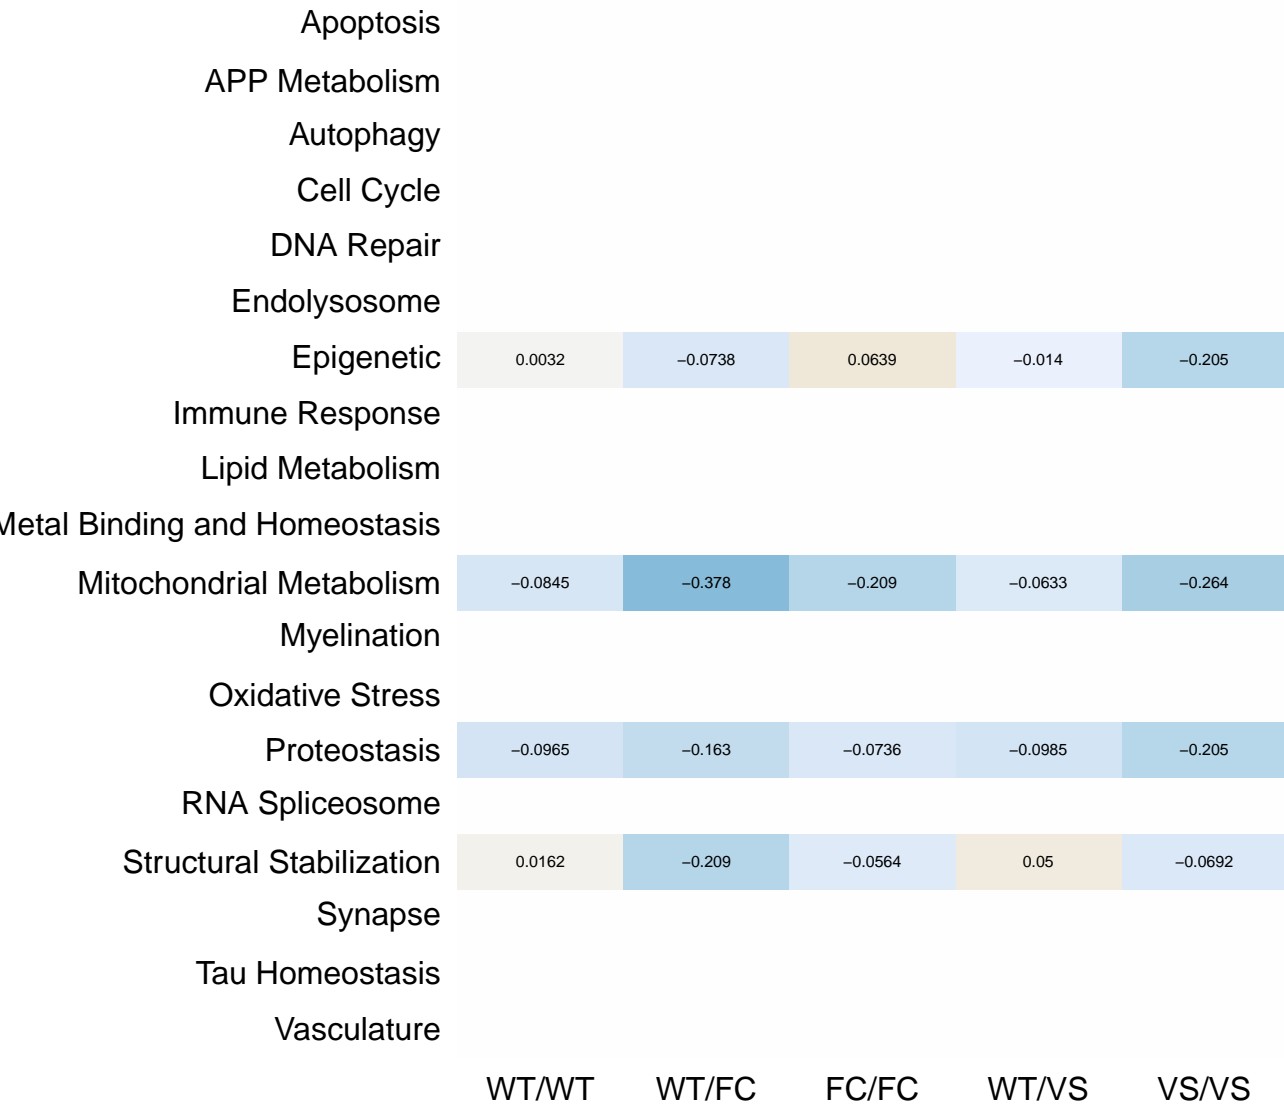 Apoptosis
APP Metabolism
Autophagy
Cell Cycle
DNA Repair
Endolysosome
Epigenetic 0.0032 −0.0738 0.0639 −0.014 −0.205
Immune Response
Lipid Metabolism
Metal Binding and Homeostasis
Mitochondrial Metabolism −0.0845 −0.378 −0.209 −0.0633 −0.264
Myelination
Oxidative Stress
Proteostasis −0.0965 −0.163 −0.0736 −0.0985 −0.205
RNA Spliceosome
Structural Stabilization 0.0162 −0.209 −0.0564 0.05 −0.0692
Synapse
Tau Homeostasis
Vasculature
WT/WT WT/FC FC/FC WT/VS VS/VS